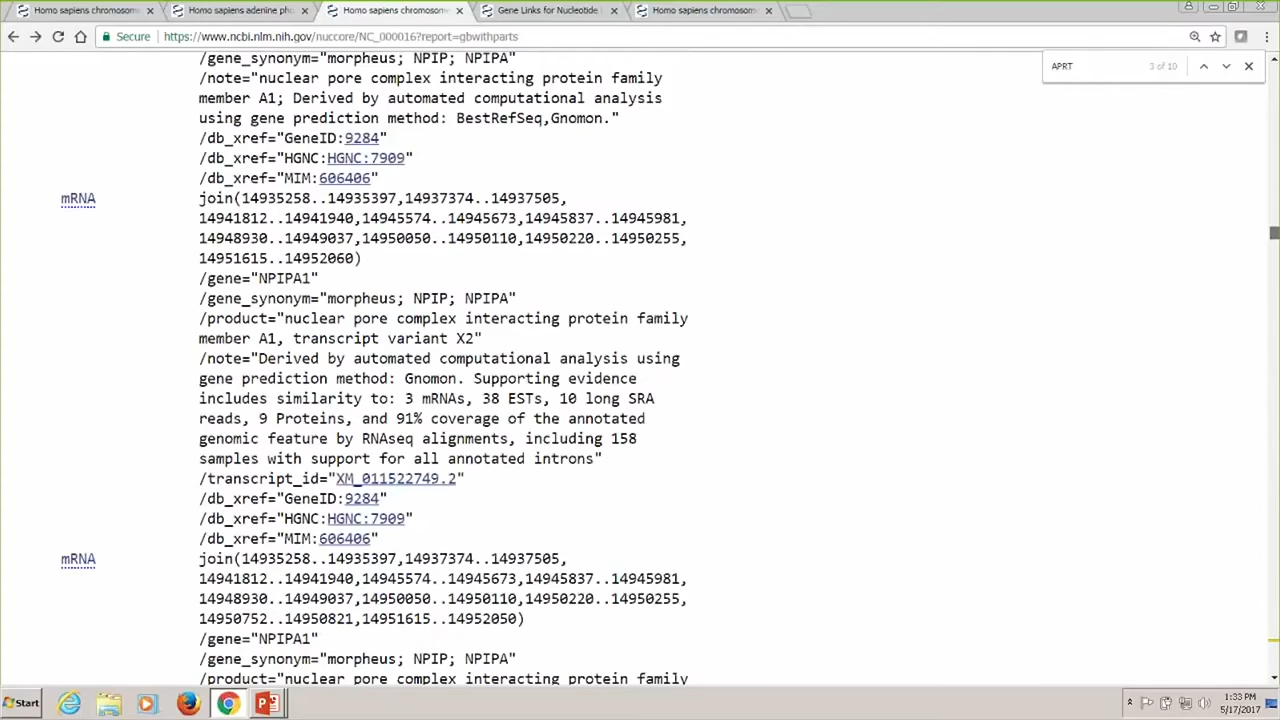 Homo sapiens chromosome
Homo sapiens adenine pho
Homo sapiens chromosome
Gene Links for Nucleotide
Homo sapiens chromosome
Secure https://www.ncbi.nlm.nih.gov/nuccore/NC_000016?report=gbwithparts
APRT 3 of 10
/gene_synonym="morpheus; NPIP; NPIPA"
/note="nuclear pore complex interacting protein family
member A1; Derived by automated computational analysis
using gene prediction method: BestRefSeq,Gnomon."
/db_xref="GeneID:9284"
/db_xref="HGNC:HGNC:7909"
/db_xref="MIM:606406"
mRNA join(14935258..14935397,14937374..14937505,
14941812..14941940,14945574..14945673,14945837..14945981,
14948930..14949037,14950050..14950110,14950220..14950255,
14951615..14952060)
/gene="NPIPA1"
/gene_synonym="morpheus; NPIP; NPIPA"
/product="nuclear pore complex interacting protein family
member A1, transcript variant X2"
/note="Derived by automated computational analysis using
gene prediction method: Gnomon. Supporting evidence
includes similarity to: 3 mRNAs, 38 ESTs, 10 long SRA
reads, 9 Proteins, and 91% coverage of the annotated
genomic feature by RNAseq alignments, including 158
samples with support for all annotated introns"
/transcript_id="XM_011522749.2"
/db_xref="GeneID:9284"
/db_xref="HGNC:HGNC:7909"
/db_xref="MIM:606406"
mRNA join(14935258..14935397,14937374..14937505,
14941812..14941940,14945574..14945673,14945837..14945981,
14948930..14949037,14950050..14950110,14950220..14950255,
14950752..14950821,14951615..14952050)
/gene="NPIPA1"
/gene_synonym="morpheus; NPIP; NPIPA"
/product="nuclear pore complex interacting protein family
Start
1:33 PM
5/17/2017